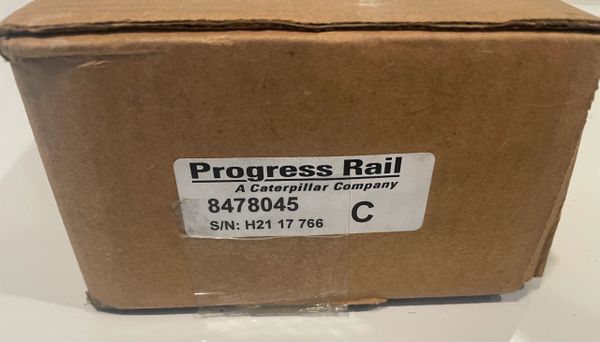 Progress Rail
A Caterpillar Company
8478045
C
S/N: H21 17 766